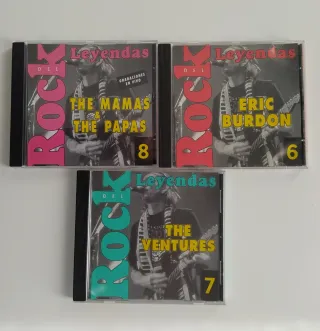 ROCK
DEL
Leyendas
GRABACIONES
EN VIVO
THE MAMAS
&
THE PAPAS
8
ROCK
DEL
Leyendas
ERIC
BURDON
6
ROCK
DEL
Leyendas
THE
VENTURES
7